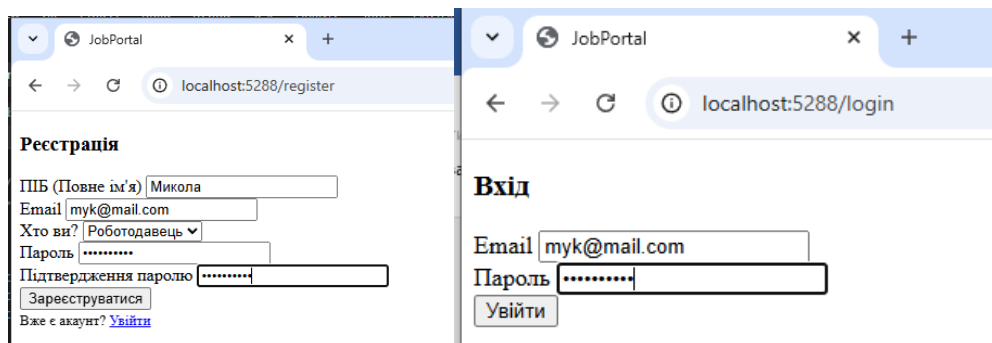 JobPortal
localhost:5288/register
Реєстрація
ПІБ (Повне ім'я) Микола
Email myk@mail.com
Хто ви? Роботодавець
Пароль ••••••••••
Підтвердження паролю ••••••••••
Зареєструватися
Вже є акаунт? Увійти
JobPortal
localhost:5288/login
Вхід
Email myk@mail.com
Пароль ••••••••••
Увійти